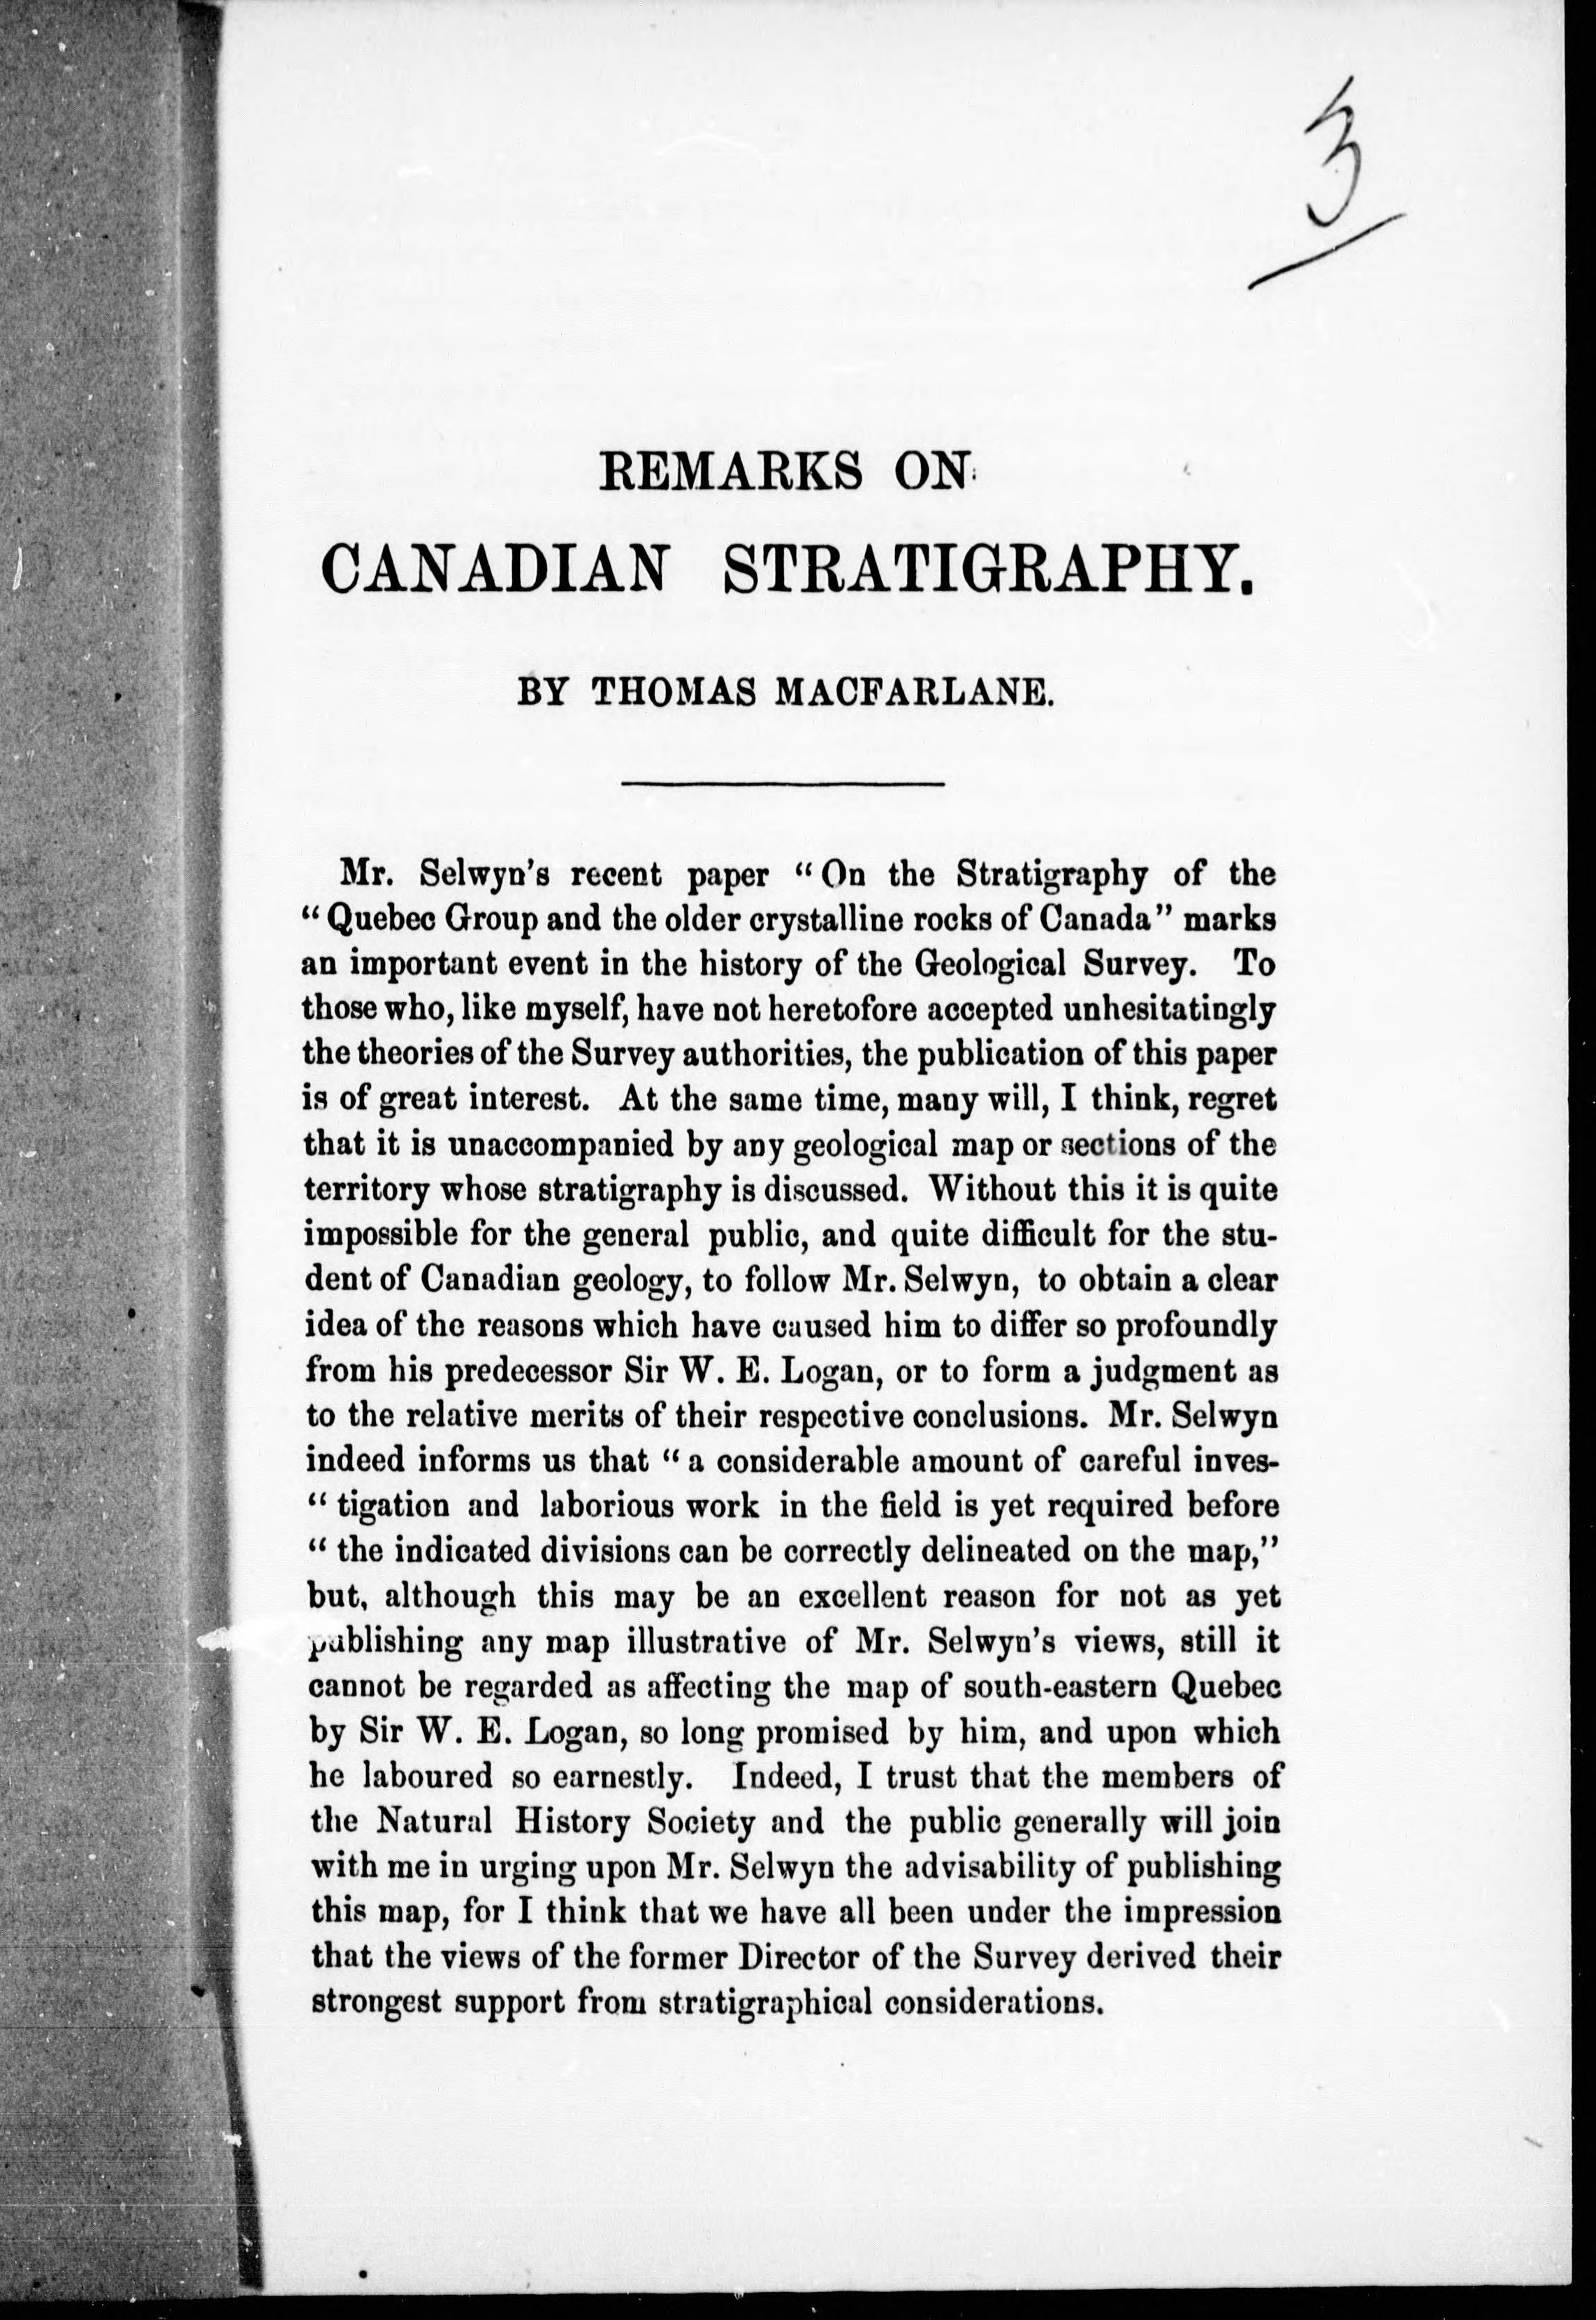 3
REMARKS ON
CANADIAN STRATIGRAPHY.
BY THOMAS MACFARLANE.
Mr. Selwyn's recent paper “On the Stratigraphy of the
“Quebec Group and the older crystalline rocks of Canada” marks
an important event in the history of the Geological Survey. To
those who, like myself, have not heretofore accepted unhesitatingly
the theories of the Survey authorities, the publication of this paper
is of great interest. At the same time, many will, I think, regret
that it is unaccompanied by any geological map or sections of the
territory whose stratigraphy is discussed. Without this it is quite
impossible for the general public, and quite difficult for the stu-
dent of Canadian geology, to follow Mr. Selwyn, to obtain a clear
idea of the reasons which have caused him to differ so profoundly
from his predecessor Sir W. E. Logan, or to form a judgment as
to the relative merits of their respective conclusions. Mr. Selwyn
indeed informs us that “a considerable amount of careful inves-
“tigation and laborious work in the field is yet required before
“the indicated divisions can be correctly delineated on the map,”
but, although this may be an excellent reason for not as yet
publishing any map illustrative of Mr. Selwyn's views, still it
cannot be regarded as affecting the map of south-eastern Quebec
by Sir W. E. Logan, so long promised by him, and upon which
he laboured so earnestly. Indeed, I trust that the members of
the Natural History Society and the public generally will join
with me in urging upon Mr. Selwyn the advisability of publishing
this map, for I think that we have all been under the impression
that the views of the former Director of the Survey derived their
strongest support from stratigraphical considerations.